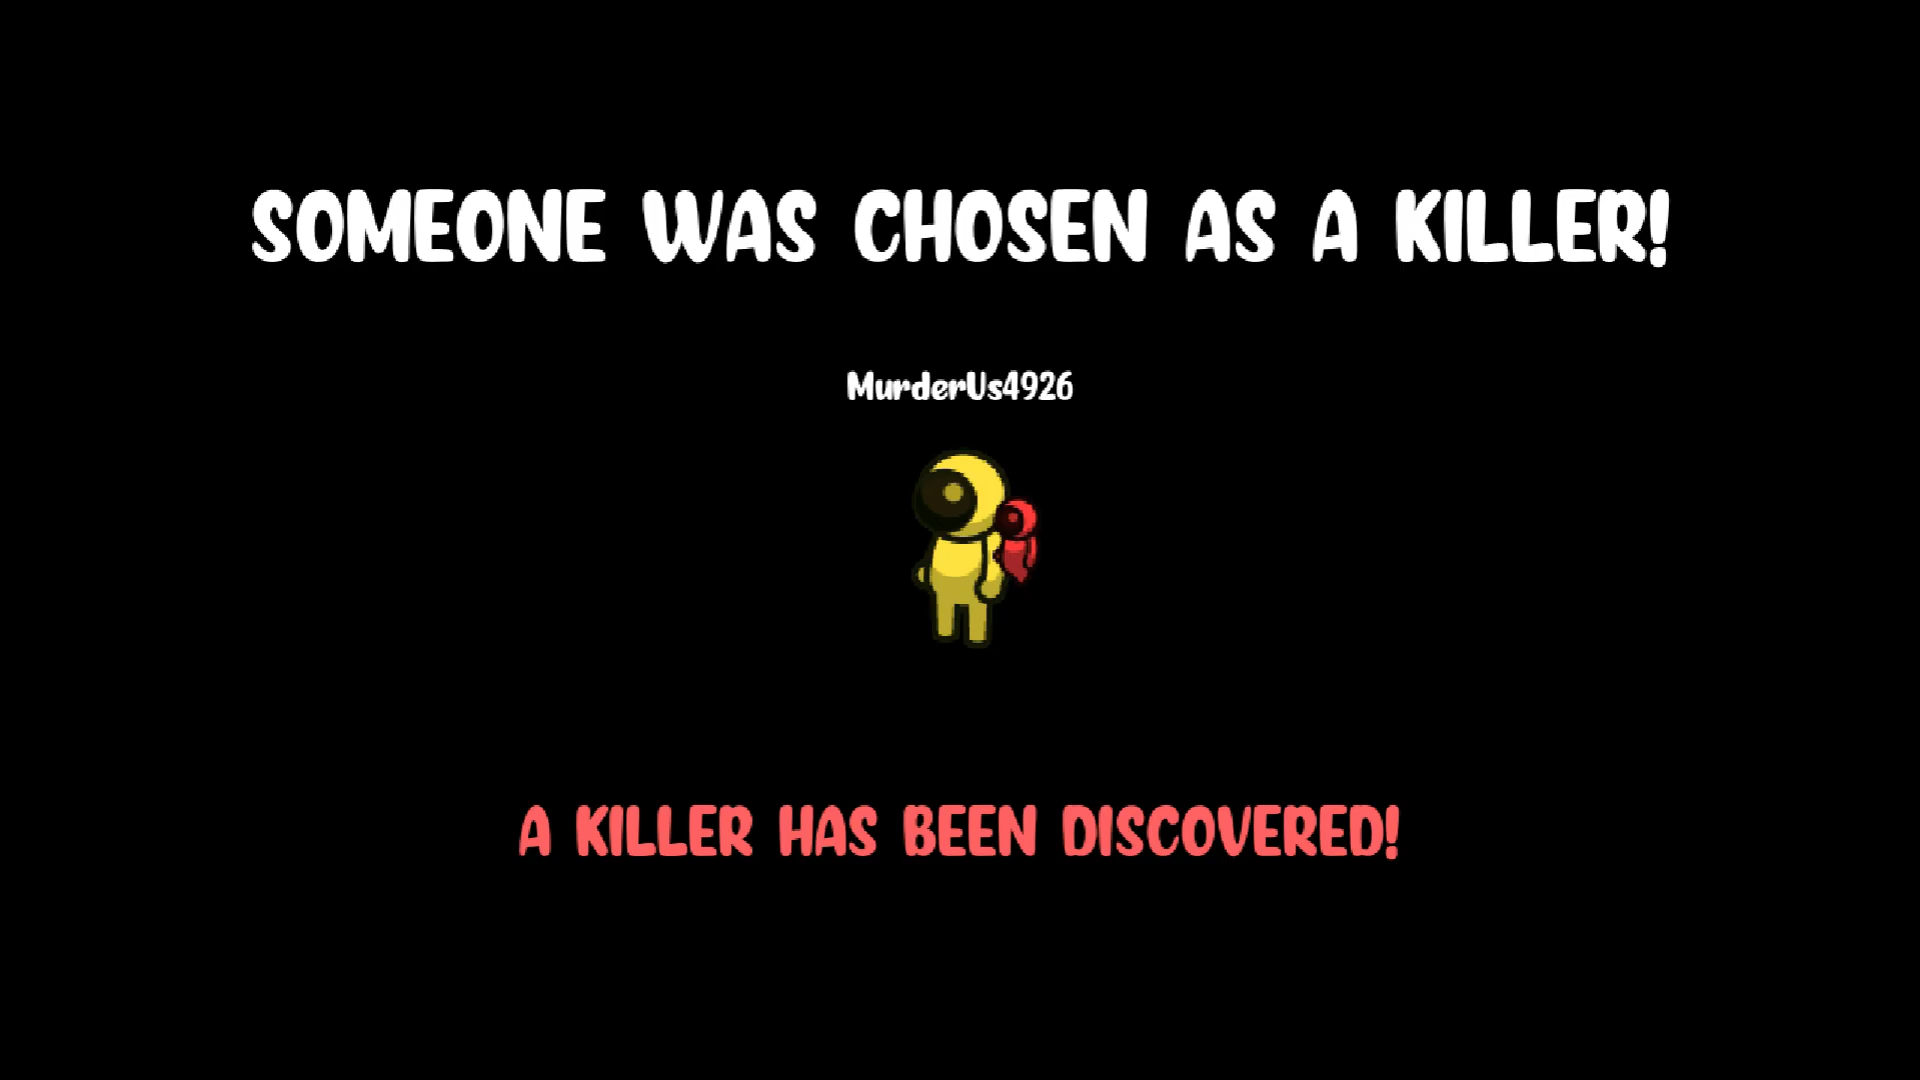 SOMEONE WAS CHOSEN AS A KILLER!
MurderUs4926
A KILLER HAS BEEN DISCOVERED!